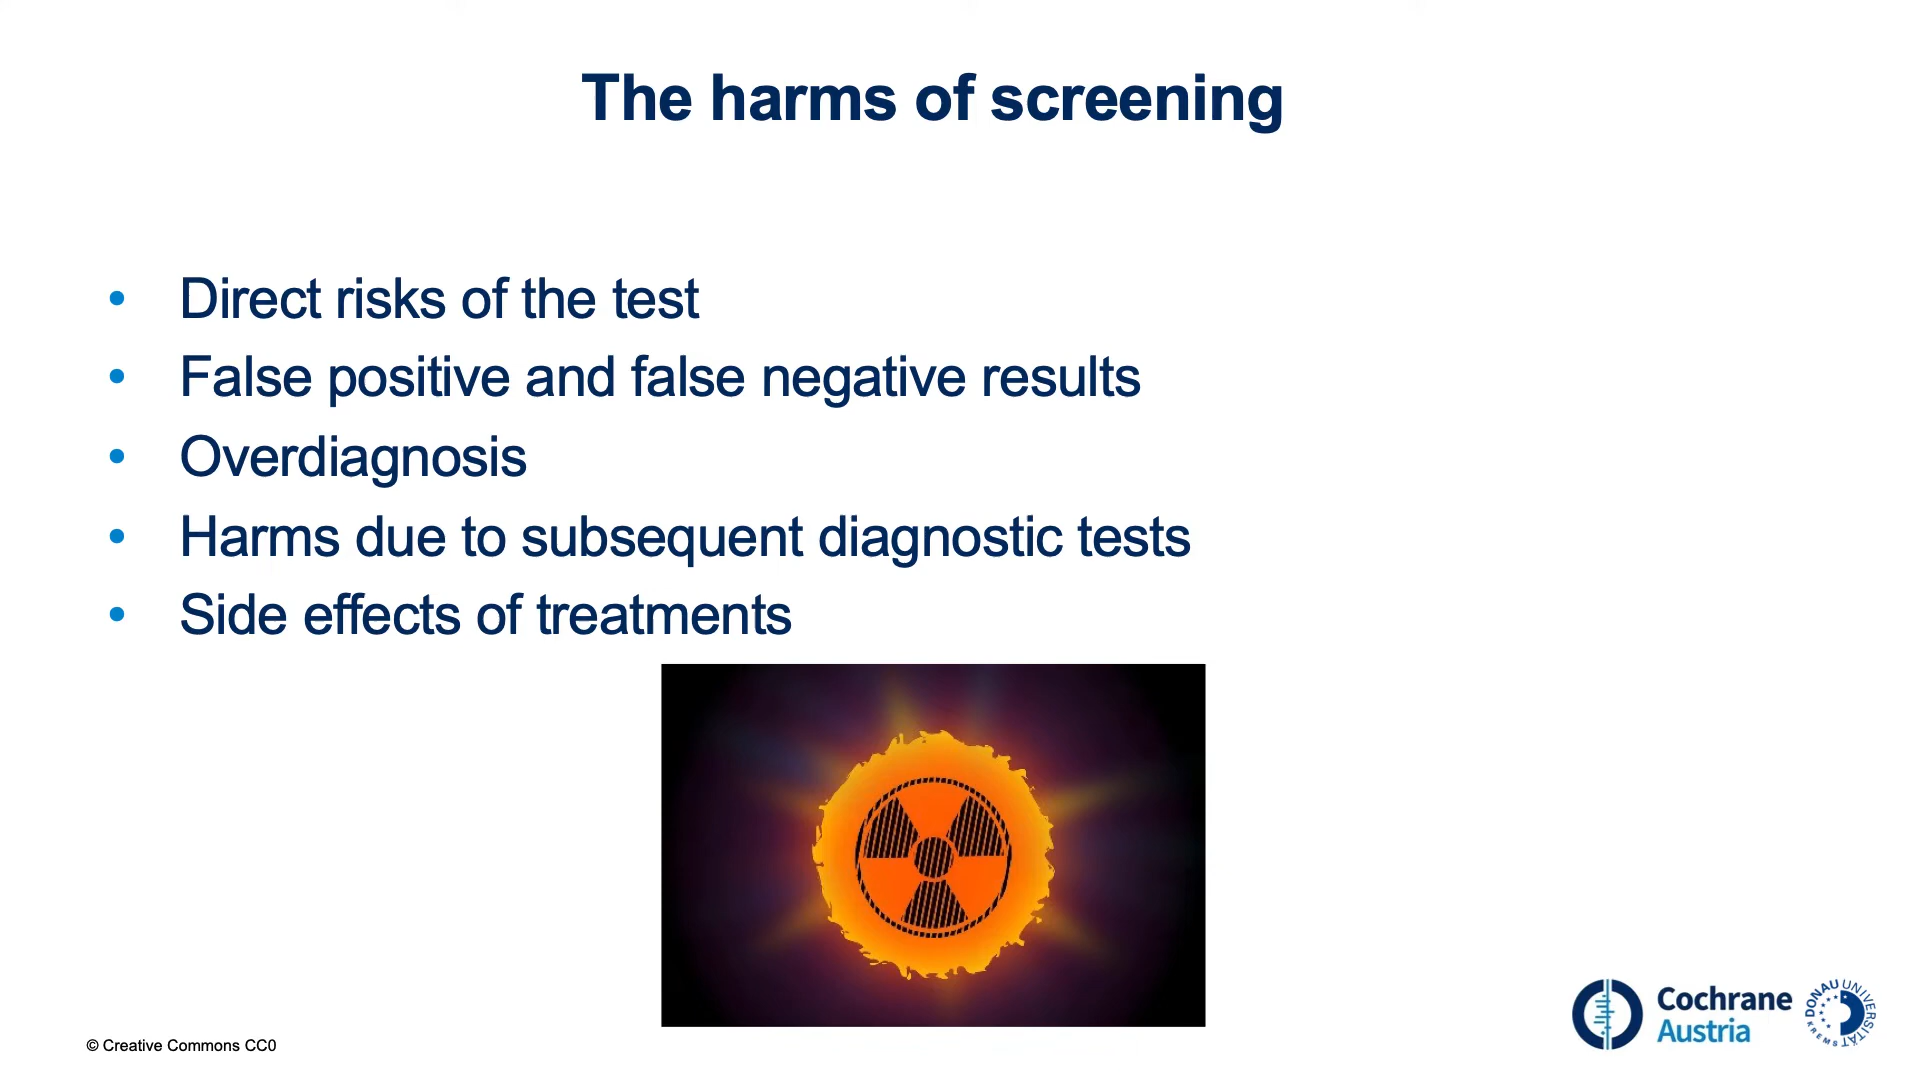 The harms of screening
• Direct risks of the test
• False positive and false negative results
• Overdiagnosis
• Harms due to subsequent diagnostic tests
• Side effects of treatments
© Creative Commons CC0
Cochrane
Austria
DONAU UNIVERSITÄT
KREMS